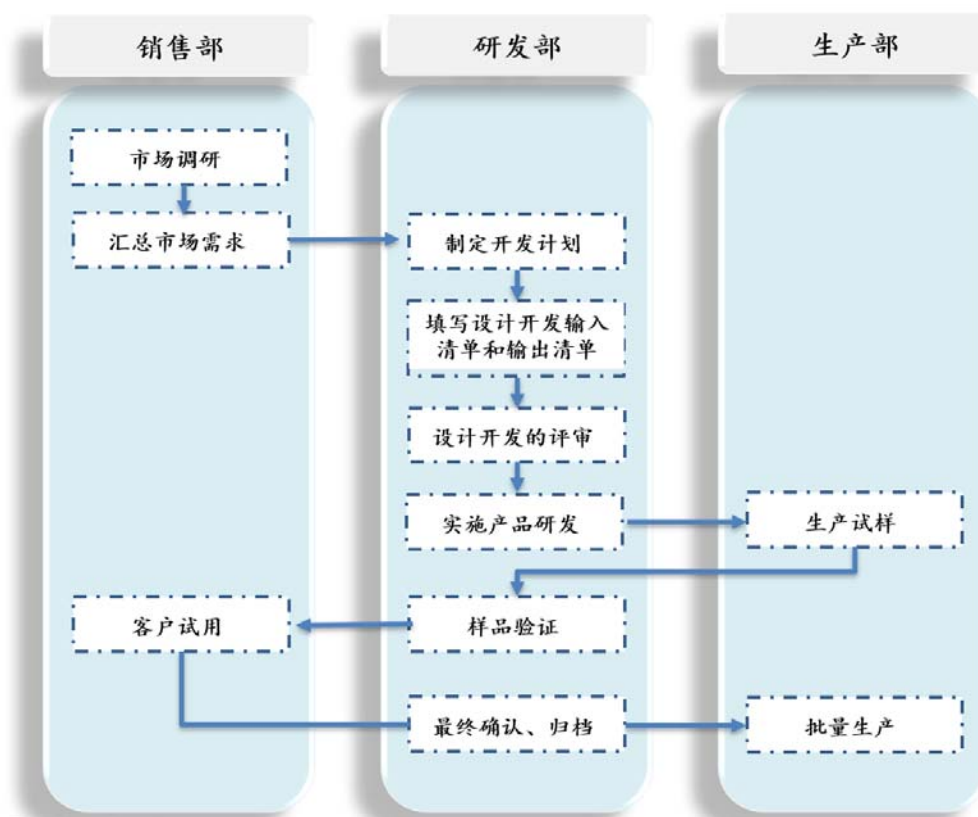 销售部
研发部
生产部
市场调研
汇总市场需求
制定开发计划
填写设计开发输入
清单和输出清单
设计开发的评审
实施产品研发
生产试样
客户试用
样品验证
最终确认、归档
批量生产